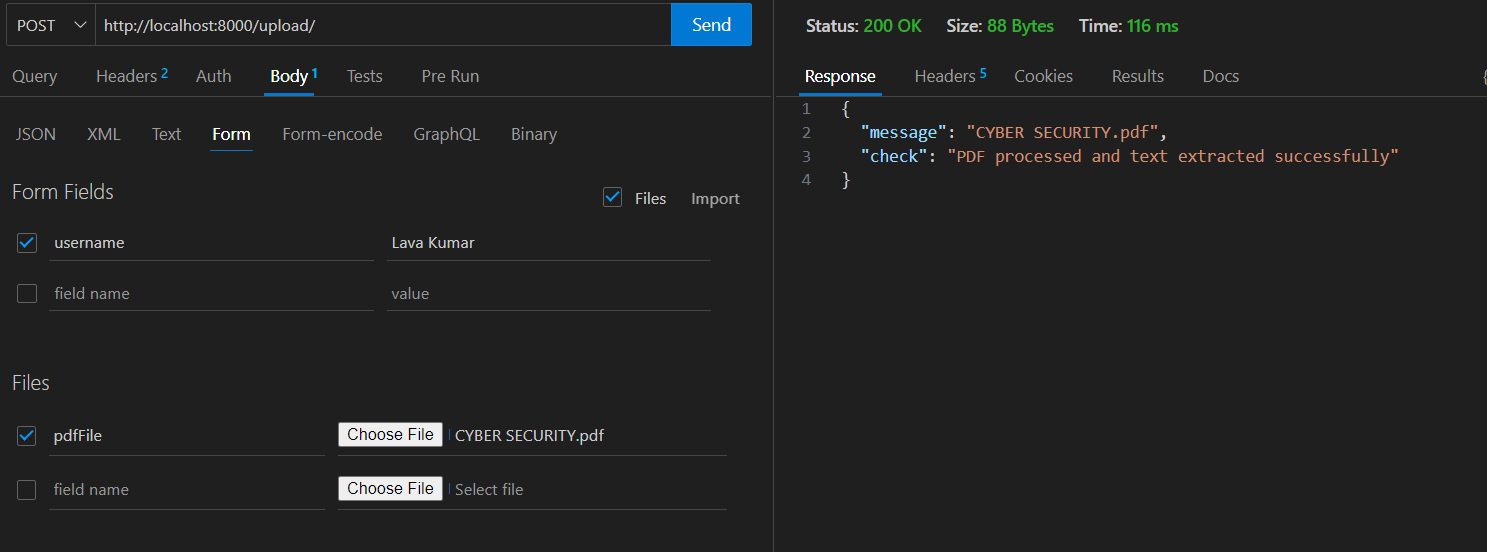 POST http://localhost:8000/upload/ Send
Query Headers 2 Auth Body 1 Tests Pre Run
JSON XML Text Form Form-encode GraphQL Binary
Form Fields
Files Import
username Lava Kumar
field name value
Files
pdfFile Choose File CYBER SECURITY.pdf
field name Choose File Select file
Status: 200 OK Size: 88 Bytes Time: 116 ms
Response Headers 5 Cookies Results Docs {
1 {
2 "message": "CYBER SECURITY.pdf",
3 "check": "PDF processed and text extracted successfully"
4 }